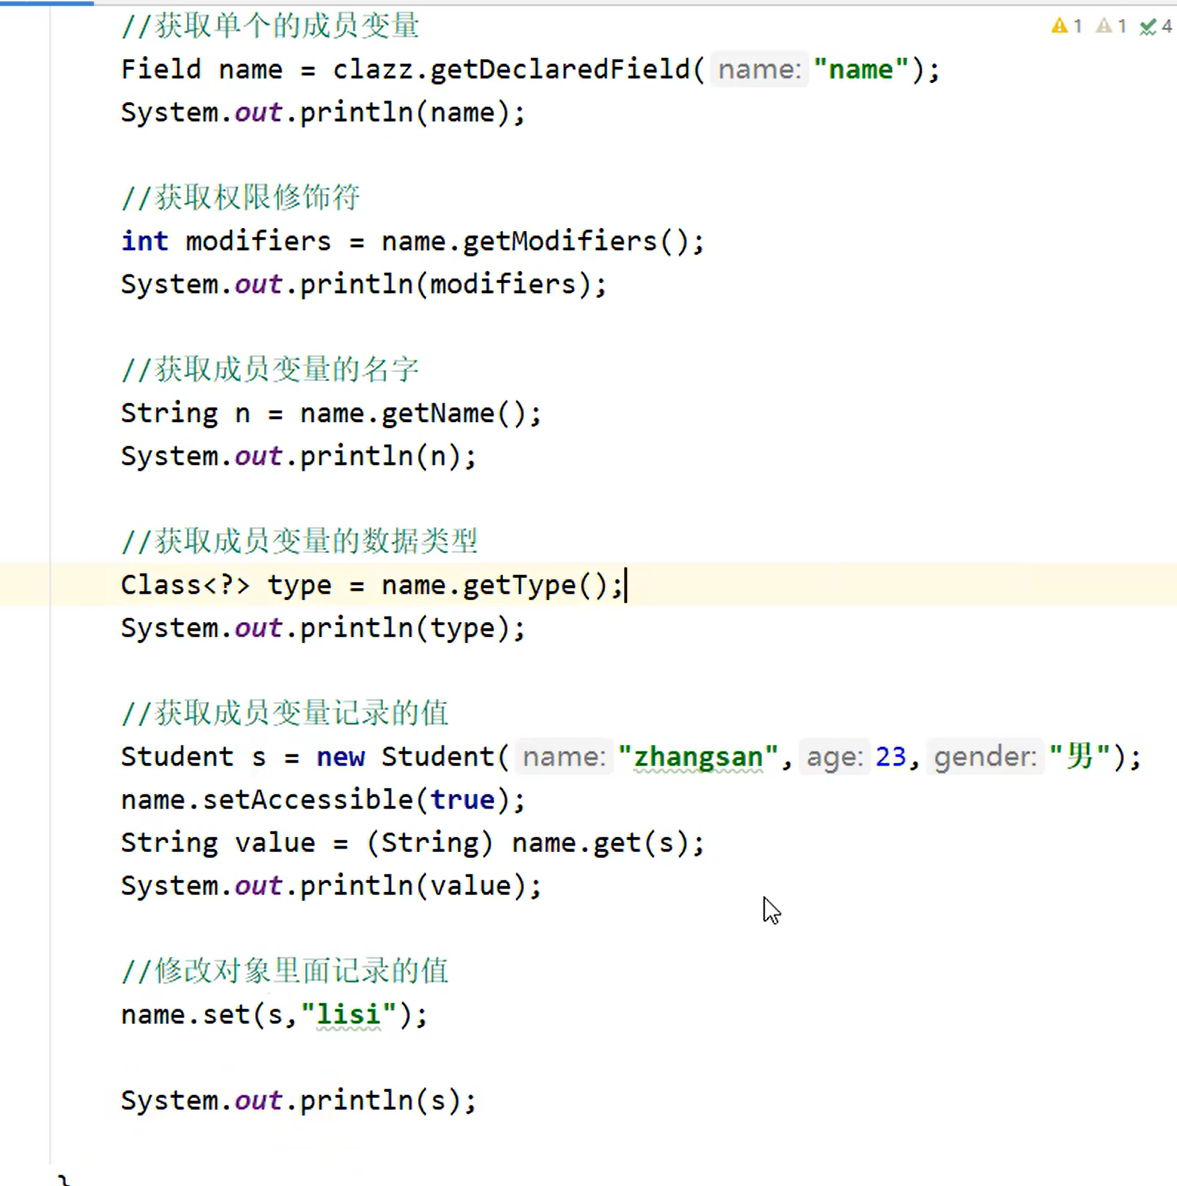 //获取单个的成员变量
1 1 4
Field name = clazz.getDeclaredField( name: "name");
System.out.println(name);
//获取权限修饰符
int modifiers = name.getModifiers();
System.out.println(modifiers);
//获取成员变量的名字
String n = name.getName();
System.out.println(n);
//获取成员变量的数据类型
Class<?> type = name.getType();
System.out.println(type);
//获取成员变量记录的值
Student s = new Student( name: "zhangsan", age: 23, gender: "男");
name.setAccessible(true);
String value = (String) name.get(s);
System.out.println(value);
//修改对象里面记录的值
name.set(s,"lisi");
System.out.println(s);
}